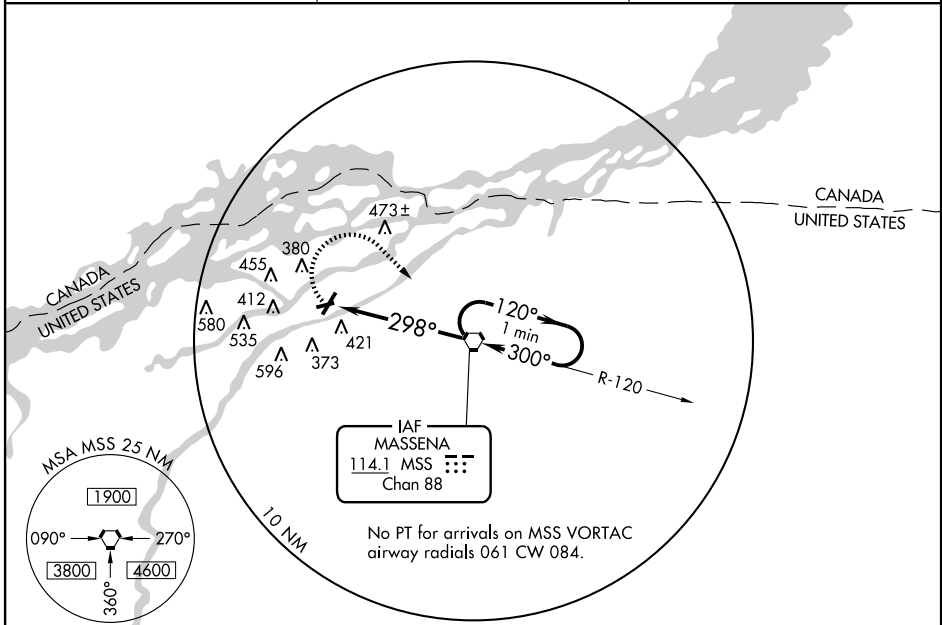 CANADA
UNITED STATES
473±
380
455
CANADA
UNITED STATES
412
580
535
421
298°
120°
1 min
300°
596
373
R-120
IAF
MASSENA
114.1 MSS
Chan 88
MSA MSS 25 NM
1900
090°
270°
3800
4600
360°
10 NM
No PT for arrivals on MSS VORTAC
airway radials 061 CW 084.